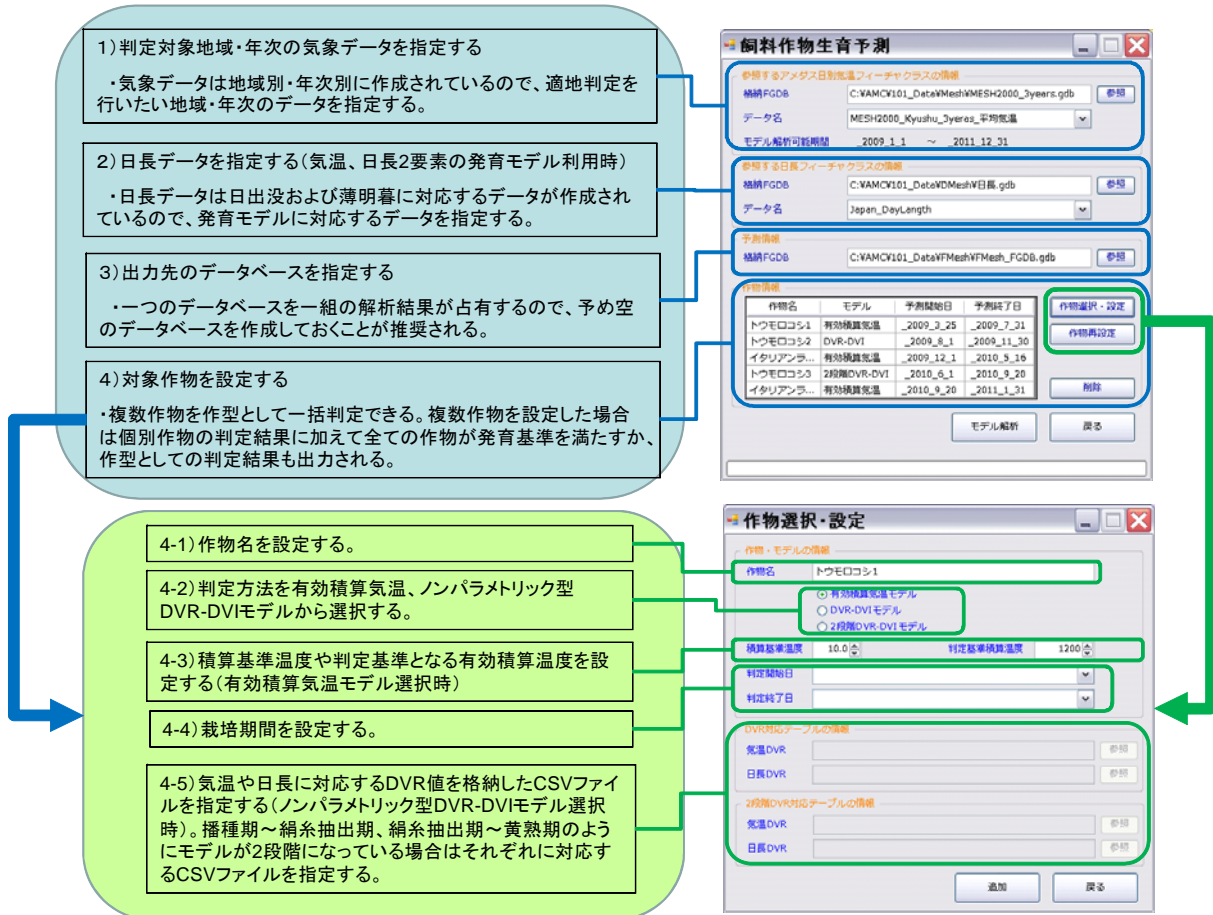 1)判定対象地域・年次の気象データを指定する
・気象データは地域別・年次別に作成されているので、適地判定を
行いたい地域・年次のデータを指定する。
2)日長データを指定する(気温、日長2要素の発育モデル利用時)
・日長データは日出没および薄明暮に対応するデータが作成され
ているので、発育モデルに対応するデータを指定する。
3)出力先のデータベースを指定する
・一つのデータベースを一組の解析結果が占有するので、予め空
のデータベースを作成しておくことが推奨される。
4)対象作物を設定する
・複数作物を作型として一括判定できる。複数作物を設定した場合
は個別作物の判定結果に加えて全ての作物が発育基準を満たすか、
作型としての判定結果も出力される。
飼料作物生育予測
参照するアメダス日別気温フィーチャクラスの情報
格納FGDB C:¥AMC¥101_Data¥Mesh¥MESH2000_3years.gdb 参照
データ名 MESH2000_Kyushu_3yeras_平均気温
モデル解析可能期間 _2009_1_1 ～ _2011_12_31
参照する日長フィーチャクラスの情報
格納FGDB C:¥AMC¥101_Data¥DMesh¥日長.gdb 参照
データ名 Japan_DayLangth
予測情報
格納FGDB C:¥AMC¥101_Data¥FMesh¥FMesh_FGDB.gdb 参照
作物情報
作物名 モデル 予測開始日 予測終了日 作物選択・設定
トウモロコシ1 有効積算気温 _2009_3_25 _2009_7_31
トウモロコシ2 DVR-DVI _2009_8_1 _2009_11_30 作物再設定
イタリアンラ... 有効積算気温 _2009_12_1 _2010_5_16
トウモロコシ3 2段階DVR-DVI _2010_6_1 _2010_9_20
イタリアンラ... 有効積算気温 _2010_9_20 _2011_1_31 削除
モデル解析 戻る
4-1)作物名を設定する。
4-2)判定方法を有効積算気温、ノンパラメトリック型
DVR-DVIモデルから選択する。
4-3)積算基準温度や判定基準となる有効積算温度を設
定する(有効積算気温モデル選択時)
4-4)栽培期間を設定する。
4-5)気温や日長に対応するDVR値を格納したCSVファイ
ルを指定する(ノンパラメトリック型DVR-DVIモデル選択
時)。播種期～絹糸抽出期、絹糸抽出期～黄熟期のよう
にモデルが2段階になっている場合はそれぞれに対応す
るCSVファイルを指定する。
作物選択・設定
作物・モデルの情報
作物名 トウモロコシ1
有効積算気温モデル
DVR-DVIモデル
2段階DVR-DVIモデル
積算基準温度 10.0 判定基準積算温度 1200
判定開始日
判定終了日
DVR対応テーブルの情報
気温DVR 参照
日長DVR 参照
2段階DVR対応テーブルの情報
気温DVR 参照
日長DVR 参照
追加 戻る